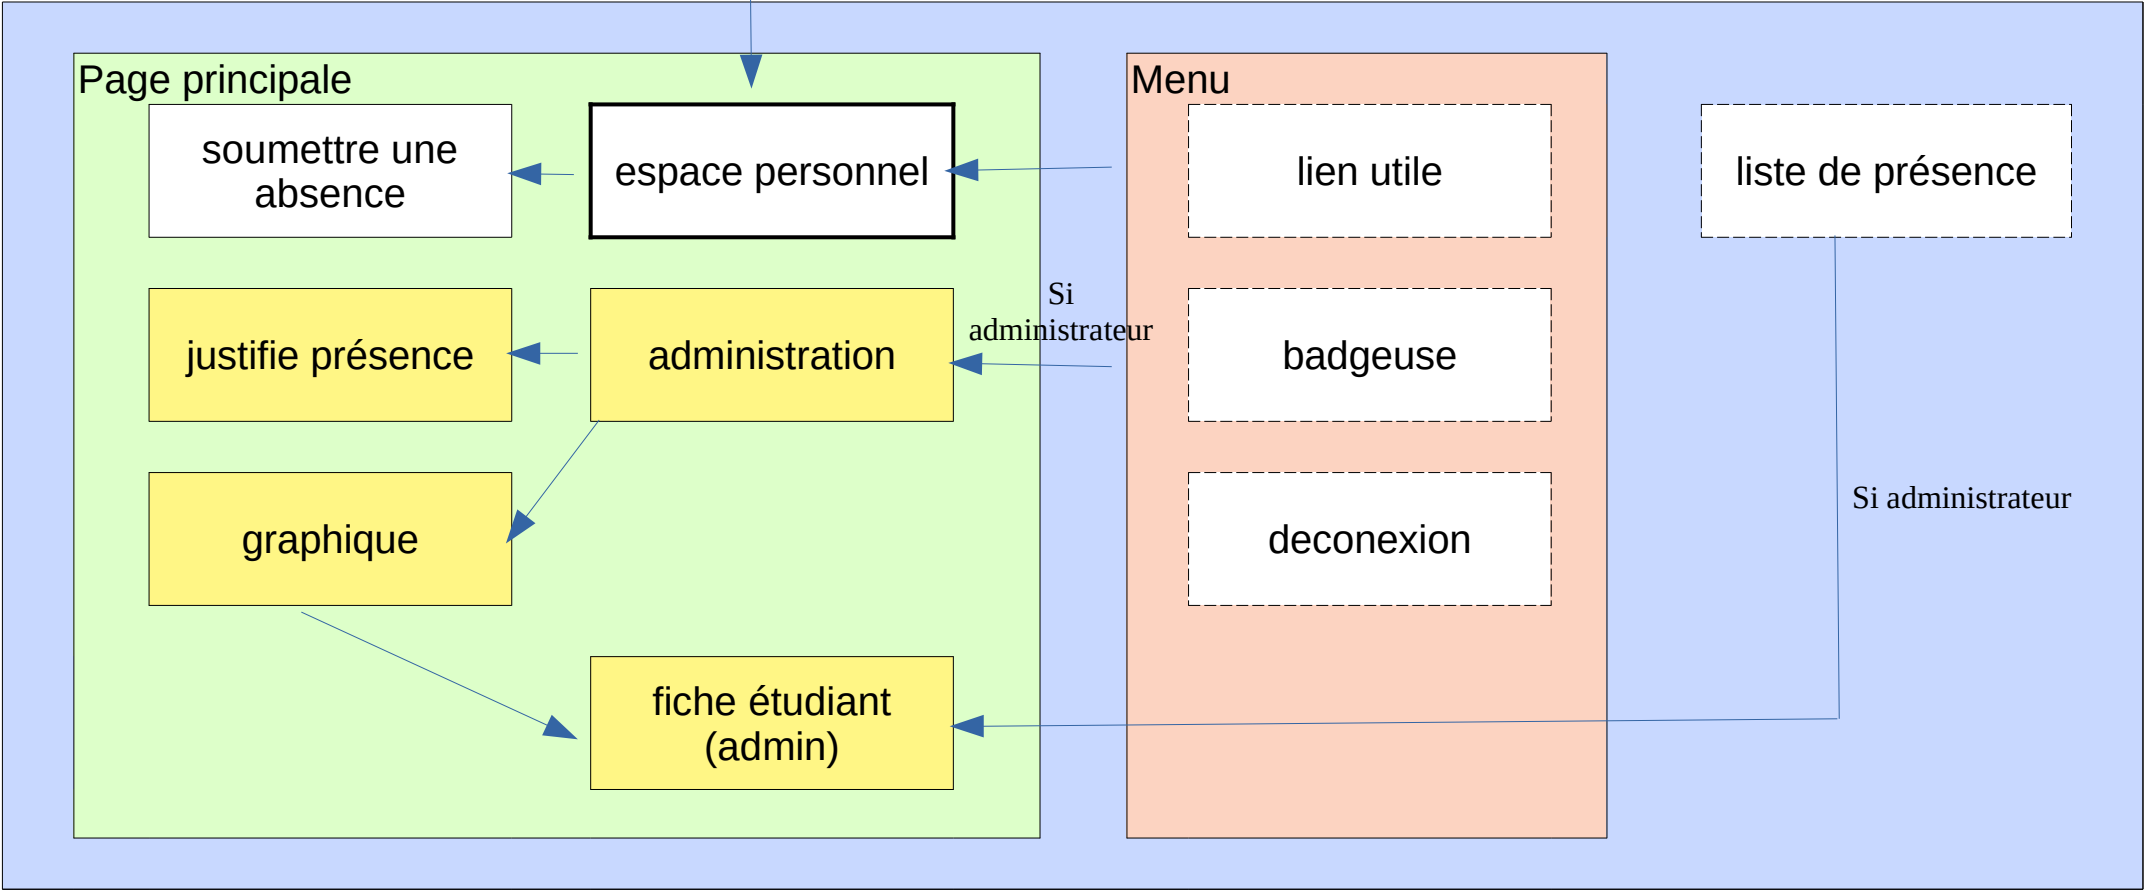 Page principale
soumettre une
absence
espace personnel
justifie présence
administration
graphique
fiche étudiant
(admin)
Si
administrateur
Menu
lien utile
badgeuse
deconexion
liste de présence
Si administrateur